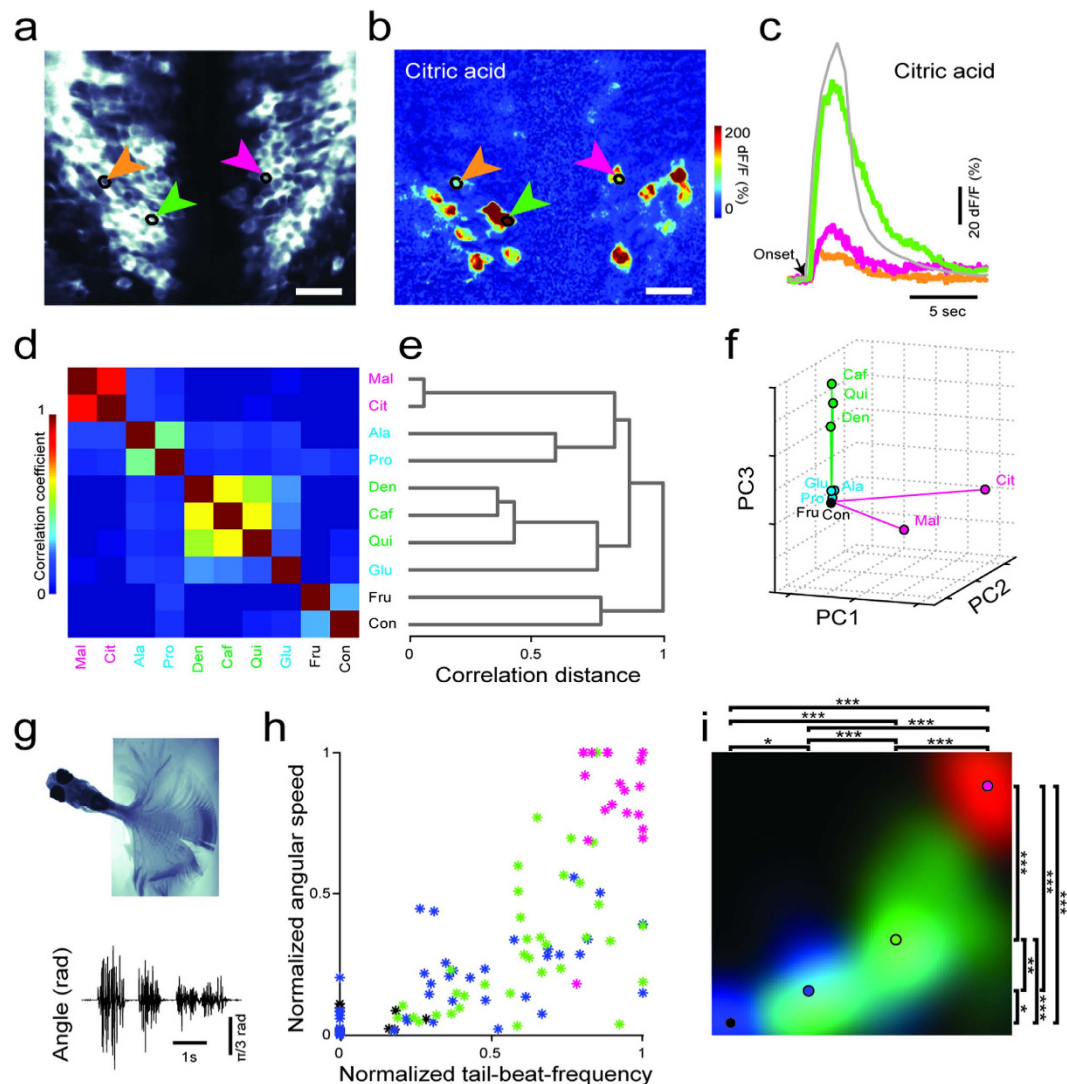 a
b
Citric acid
200
dF/F (%)
0
c
Citric acid
Onset
20 dF/F (%)
5 sec
d
Correlation coefficient
1
0
Mal
Cit
Ala
Pro
Den
Caf
Qui
Glu
Fru
Con
e
Mal
Cit
Ala
Pro
Den
Caf
Qui
Glu
Fru
Con
0
0.5
1
Correlation distance
f
Caf
Qui
Den
Glu Ala
Pro
Fru Con
Cit
Mal
PC3
PC1
PC2
g
Angle (rad)
1s
π/3 rad
h
Normalized angular speed
1
0.5
0
0
0.5
1
Normalized tail-beat-frequency
i
***
***
***
*
***
***
***
***
***
***
*
***